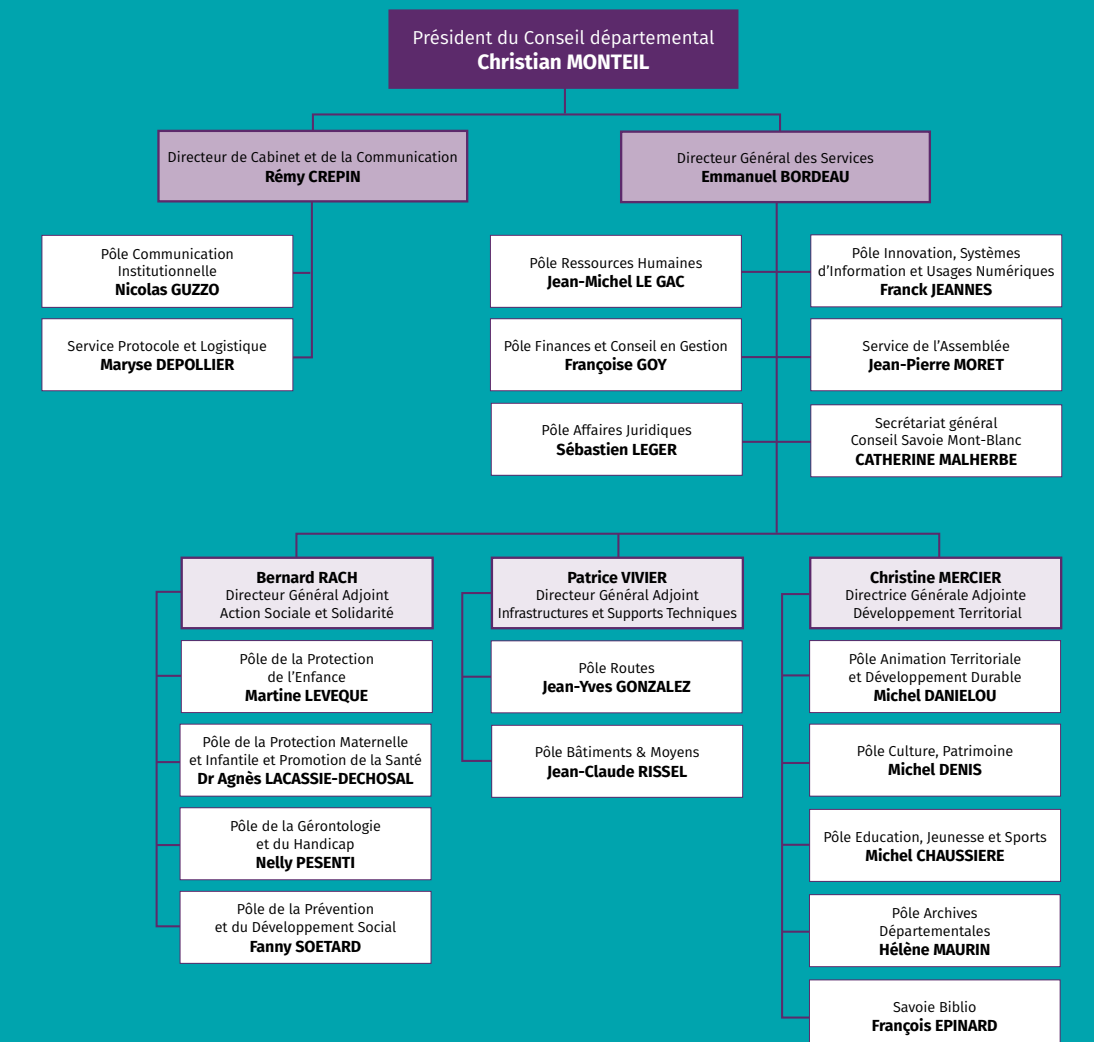 Président du Conseil départemental
Christian MONTEIL
Directeur de Cabinet et de la Communication
Rémy CREPIN
Directeur Général des Services
Emmanuel BORDEAU
Pôle Communication
Institutionnelle
Nicolas GUZZO
Service Protocole et Logistique
Maryse DEPOLLIER
Pôle Ressources Humaines
Jean-Michel LE GAC
Pôle Innovation, Systèmes
d’Information et Usages Numériques
Franck JEANNES
Pôle Finances et Conseil en Gestion
Françoise GOY
Service de l’Assemblée
Jean-Pierre MORET
Pôle Affaires Juridiques
Sébastien LEGER
Secrétariat général
Conseil Savoie Mont-Blanc
CATHERINE MALHERBE
Bernard RACH
Directeur Général Adjoint
Action Sociale et Solidarité
Pôle de la Protection
de l’Enfance
Martine LEVEQUE
Pôle de la Protection Maternelle
et Infantile et Promotion de la Santé
Dr Agnès LACASSIE-DECHOSAL
Pôle de la Gérontologie
et du Handicap
Nelly PESENTI
Pôle de la Prévention
et du Développement Social
Fanny SOETARD
Patrice VIVIER
Directeur Général Adjoint
Infrastructures et Supports Techniques
Pôle Routes
Jean-Yves GONZALEZ
Pôle Bâtiments & Moyens
Jean-Claude RISSEL
Christine MERCIER
Directrice Générale Adjointe
Développement Territorial
Pôle Animation Territoriale
et Développement Durable
Michel DANIELOU
Pôle Culture, Patrimoine
Michel DENIS
Pôle Education, Jeunesse et Sports
Michel CHAUSSIERE
Pôle Archives
Départementales
Hélène MAURIN
Savoie Biblio
François EPINARD